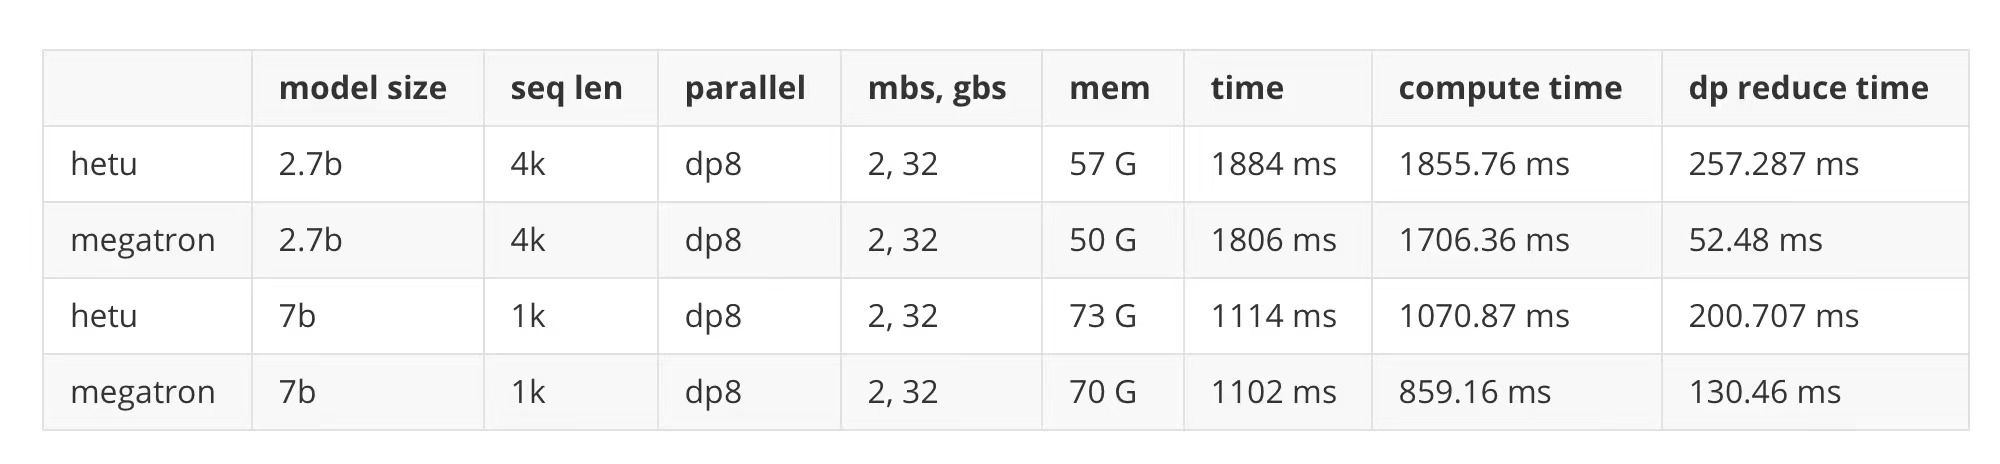 model size seq len parallel mbs, gbs mem time compute time dp reduce time
hetu 2.7b 4k dp8 2, 32 57 G 1884 ms 1855.76 ms 257.287 ms
megatron 2.7b 4k dp8 2, 32 50 G 1806 ms 1706.36 ms 52.48 ms
hetu 7b 1k dp8 2, 32 73 G 1114 ms 1070.87 ms 200.707 ms
megatron 7b 1k dp8 2, 32 70 G 1102 ms 859.16 ms 130.46 ms